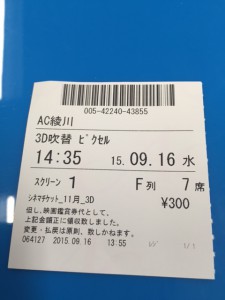 005-42240-43855
AC綾川
3D吹替 ピクセル
14:35 15.09.16 水
スクリーン 1 F列 7席
シネマチケット_11月_3D ¥300
但し、映画鑑賞券代として、
上記金額正に領収致しました。
変更・払戻は原則、致しかねます。
064127 2015.09.16 13:55 1/1